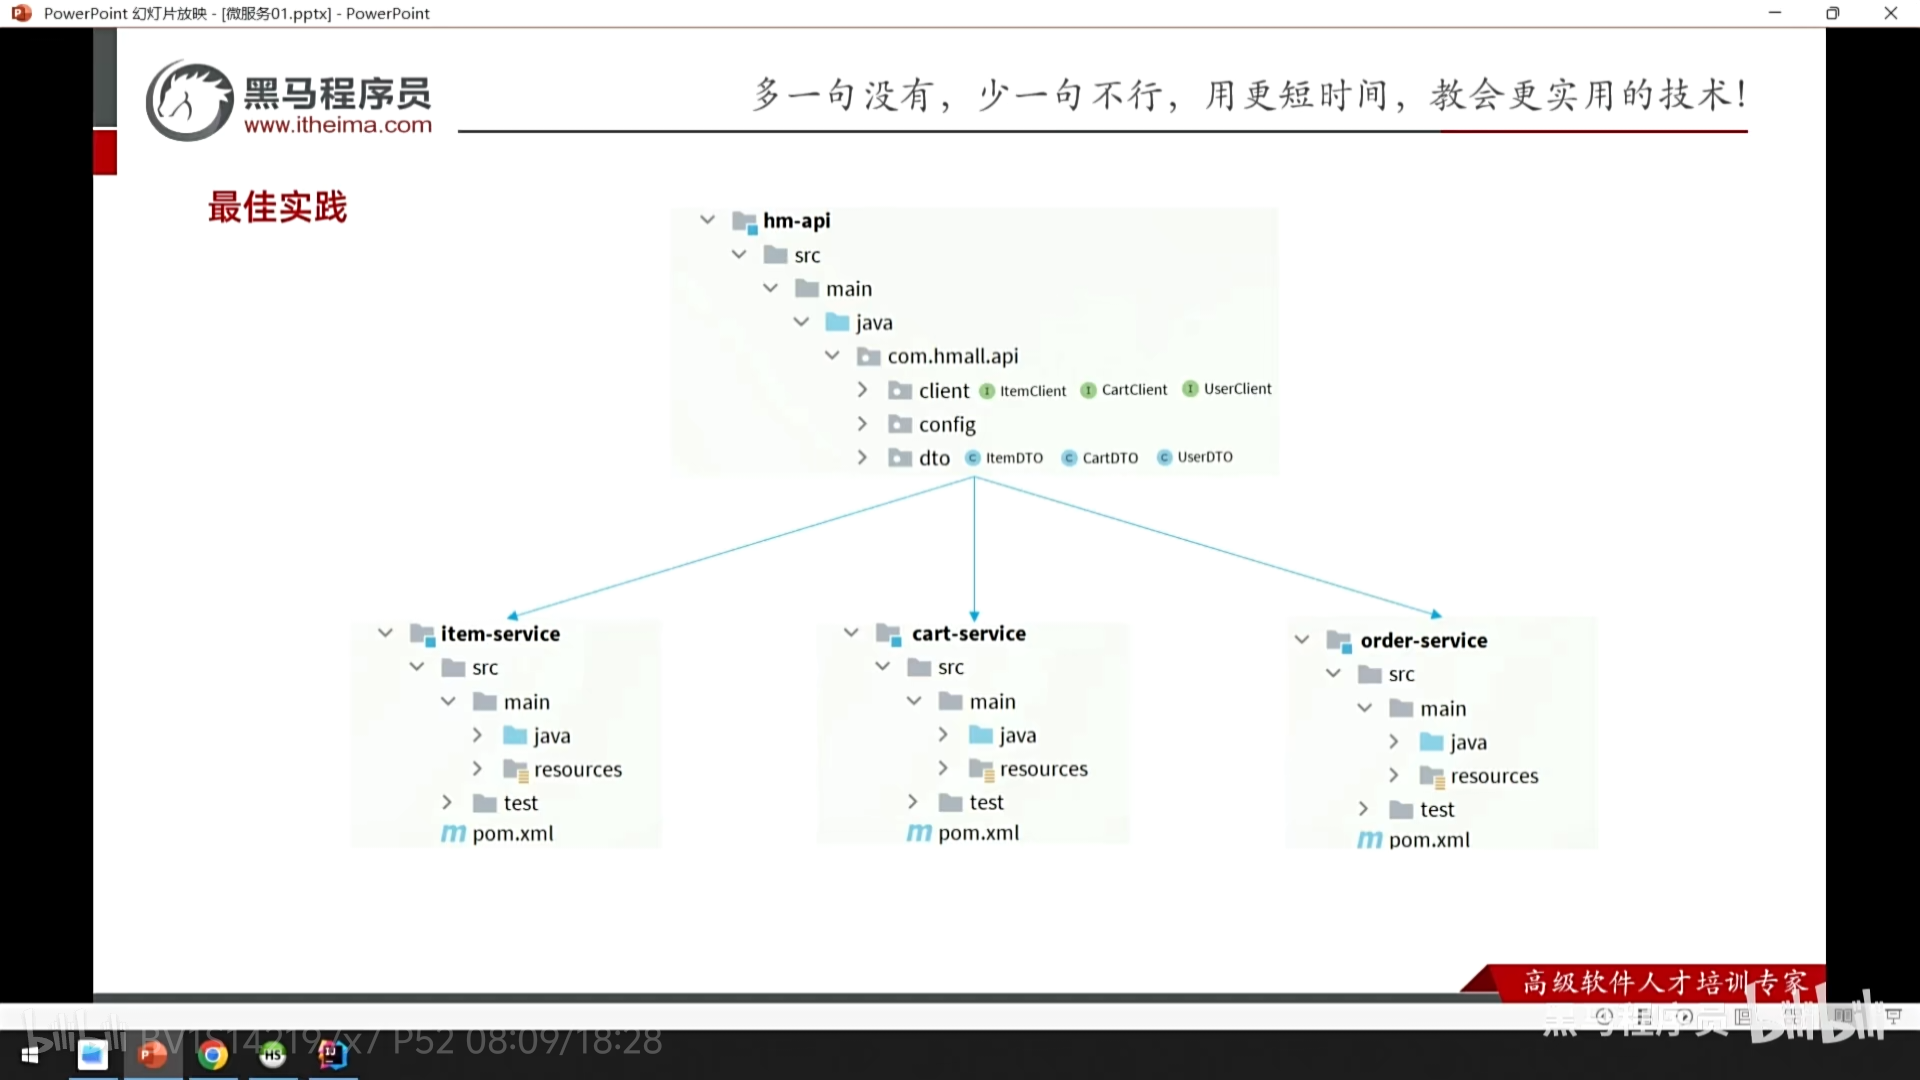 PowerPoint 幻灯片放映 - [微服务01.pptx] - PowerPoint
黑马程序员
www.itheima.com
多一句没有，少一句不行，用更短时间，教会更实用的技术！
最佳实践
hm-api
src
main
java
com.hmall.api
client ItemClient CartClient UserClient
config
dto ItemDTO CartDTO UserDTO
item-service
src
main
java
resources
test
pom.xml
cart-service
src
main
java
resources
test
pom.xml
order-service
src
main
java
resources
test
pom.xml
高级软件人才培训专家
黑马程序员 bilibili
P52 08:09/18:28